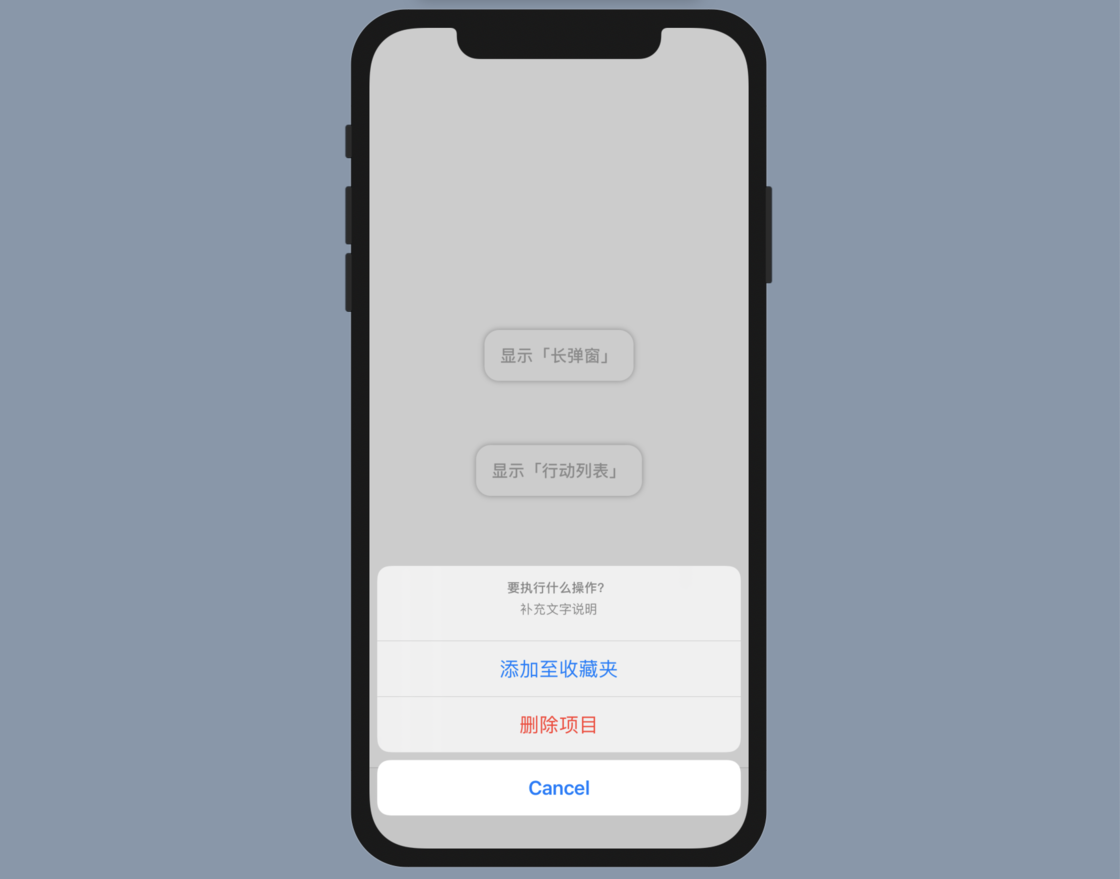 显示「长弹窗」
显示「行动列表」
要执行什么操作?
补充文字说明
添加至收藏夹
删除项目
Cancel